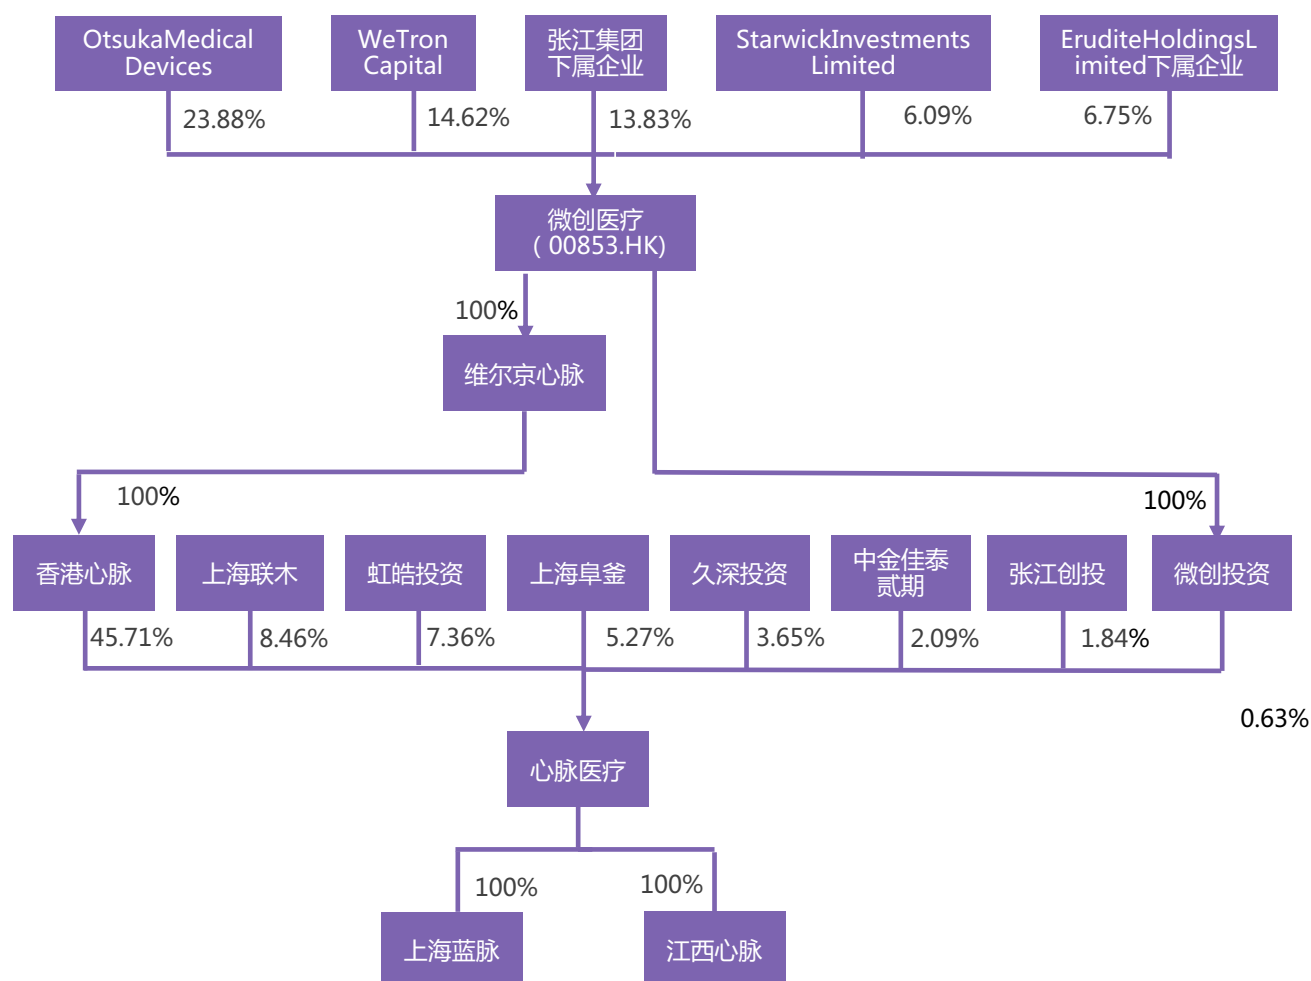 OtsukaMedical
Devices
WeTron
Capital
张江集团
下属企业
StarwickInvestments
Limited
EruditeHoldingsL
imited下属企业
23.88%
14.62%
13.83%
6.09%
6.75%
微创医疗
( 00853.HK)
100%
维尔京心脉
100%
100%
香港心脉
上海联木
虹皓投资
上海阜釜
久深投资
中金佳泰
贰期
张江创投
微创投资
45.71%
8.46%
7.36%
5.27%
3.65%
2.09%
1.84%
0.63%
心脉医疗
100%
100%
上海蓝脉
江西心脉